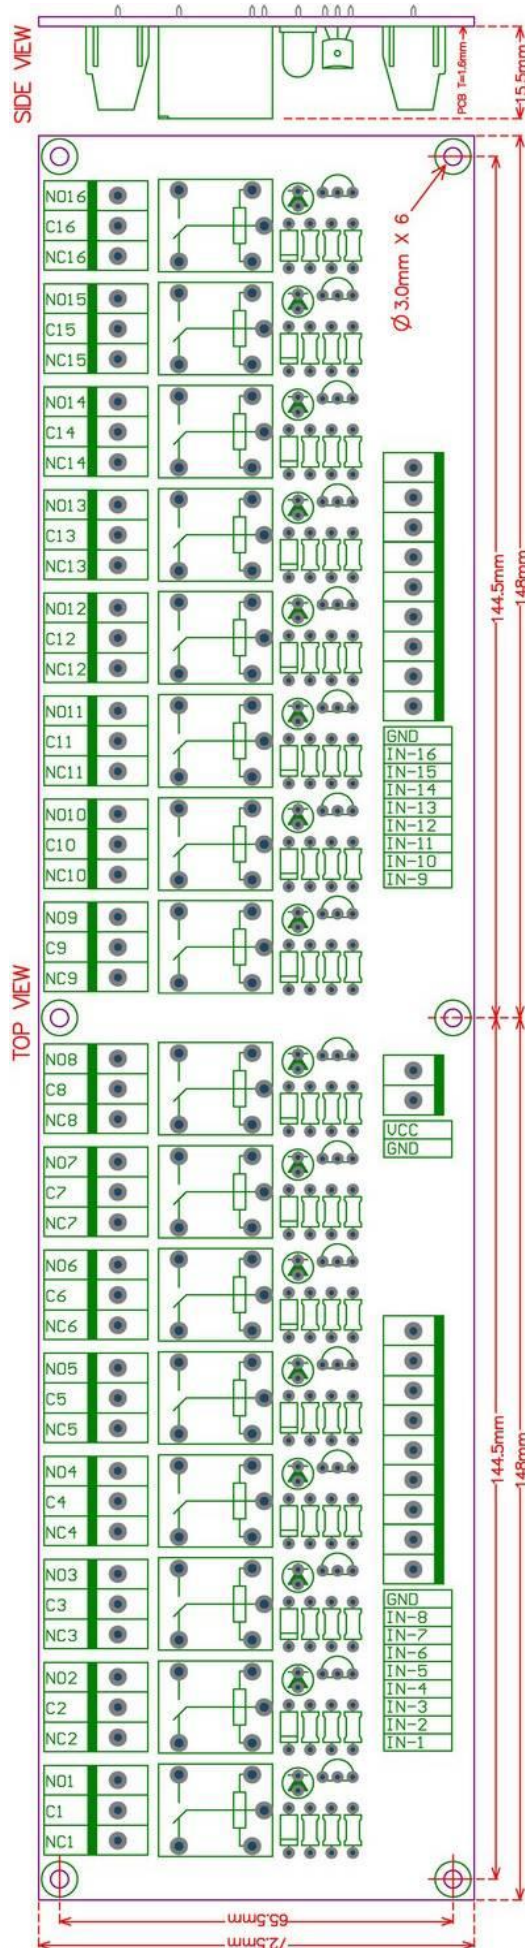 SIDE VIEW
PCB T=1.6mm
15.5mm
Ø3.0mm X 6
TOP VIEW
NO16
C16
NC16
NO15
C15
NC15
NO14
C14
NC14
NO13
C13
NC13
NO12
C12
NC12
NO11
C11
NC11
NO10
C10
NC10
NO9
C9
NC9
NO8
C8
NC8
NO7
C7
NC7
NO6
C6
NC6
NO5
C5
NC5
NO4
C4
NC4
NO3
C3
NC3
NO2
C2
NC2
NO1
C1
NC1
GND
IN-16
IN-15
IN-14
IN-13
IN-12
IN-11
IN-10
IN-9
VCC
GND
GND
IN-8
IN-7
IN-6
IN-5
IN-4
IN-3
IN-2
IN-1
144.5mm
148mm
144.5mm
148mm
65.5mm
72.5mm